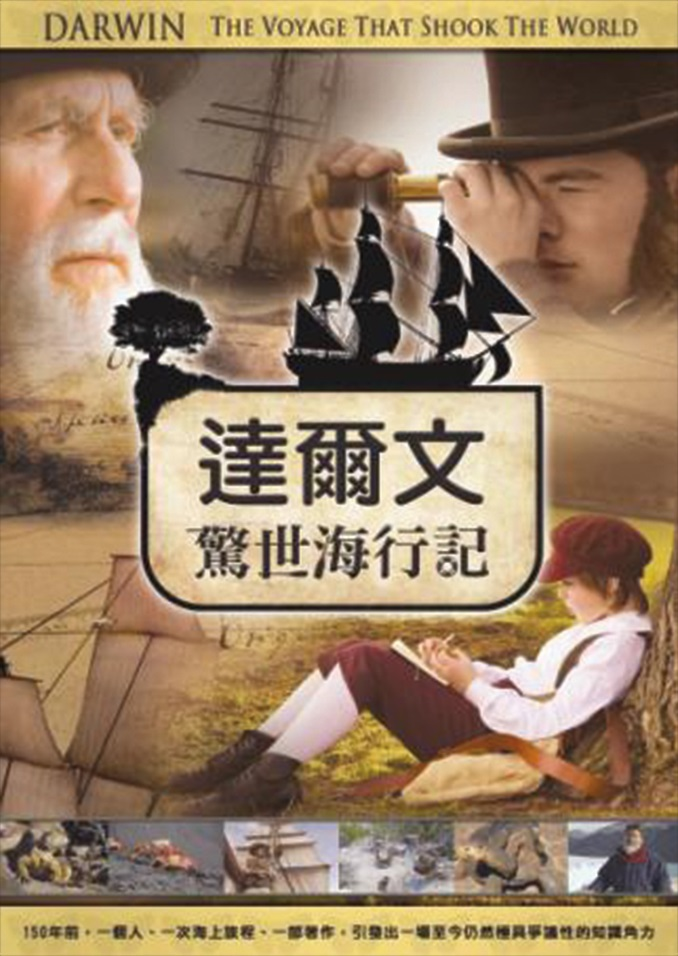 DARWIN THE VOYAGE THAT SHOOK THE WORLD
達爾文
驚世海行記
150年前，一個人、一次海上旅程、一部著作，引發出一場至今仍然極具爭議性的知識角力